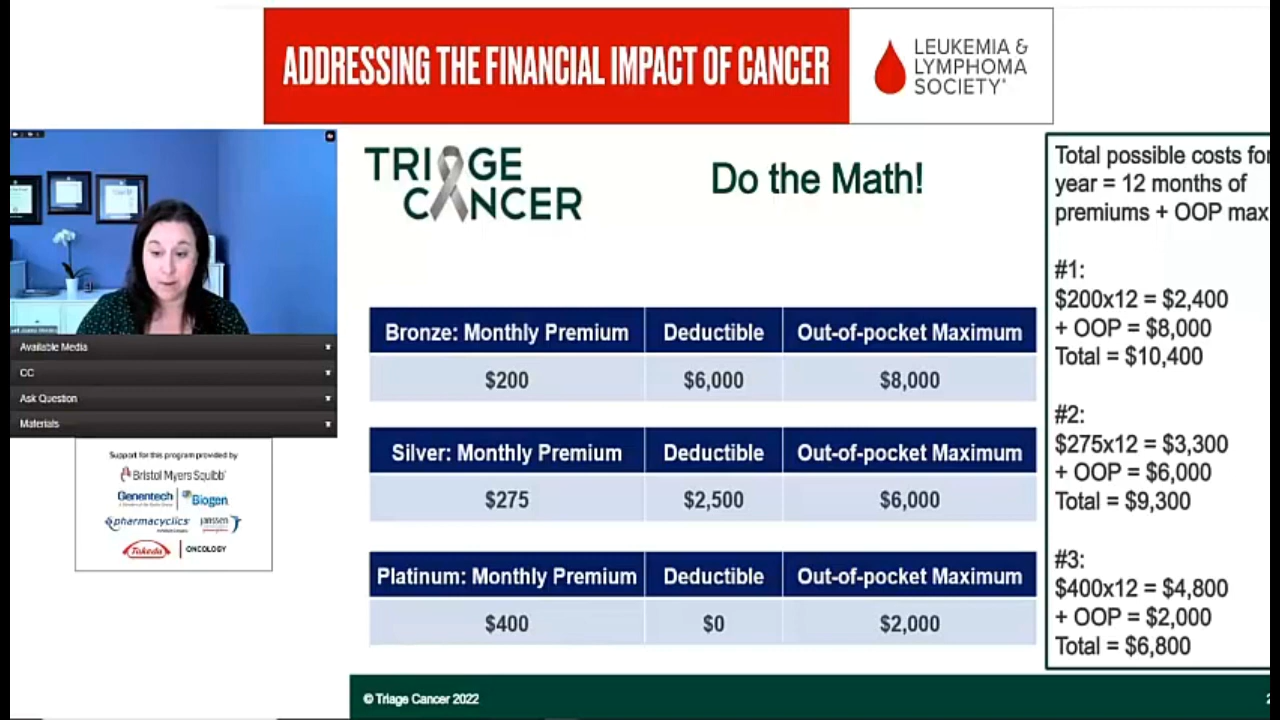 ADDRESSING THE FINANCIAL IMPACT OF CANCER
LEUKEMIA &
LYMPHOMA
SOCIETY
TRIAGE
CANCER
Do the Math!
Available Media
CC
Ask Question
Materials
Support for this program provided by
Bristol Myers Squibb
Genentech
Biogen
pharmacyclics
janssen
Takeda
ONCOLOGY
Bronze: Monthly Premium Deductible Out-of-pocket Maximum
$200 $6,000 $8,000
Silver: Monthly Premium Deductible Out-of-pocket Maximum
$275 $2,500 $6,000
Platinum: Monthly Premium Deductible Out-of-pocket Maximum
$400 $0 $2,000
Total possible costs for
year = 12 months of
premiums + OOP max
#1:
$200x12 = $2,400
+ OOP = $8,000
Total = $10,400
#2:
$275x12 = $3,300
+ OOP = $6,000
Total = $9,300
#3:
$400x12 = $4,800
+ OOP = $2,000
Total = $6,800
© Triage Cancer 2022